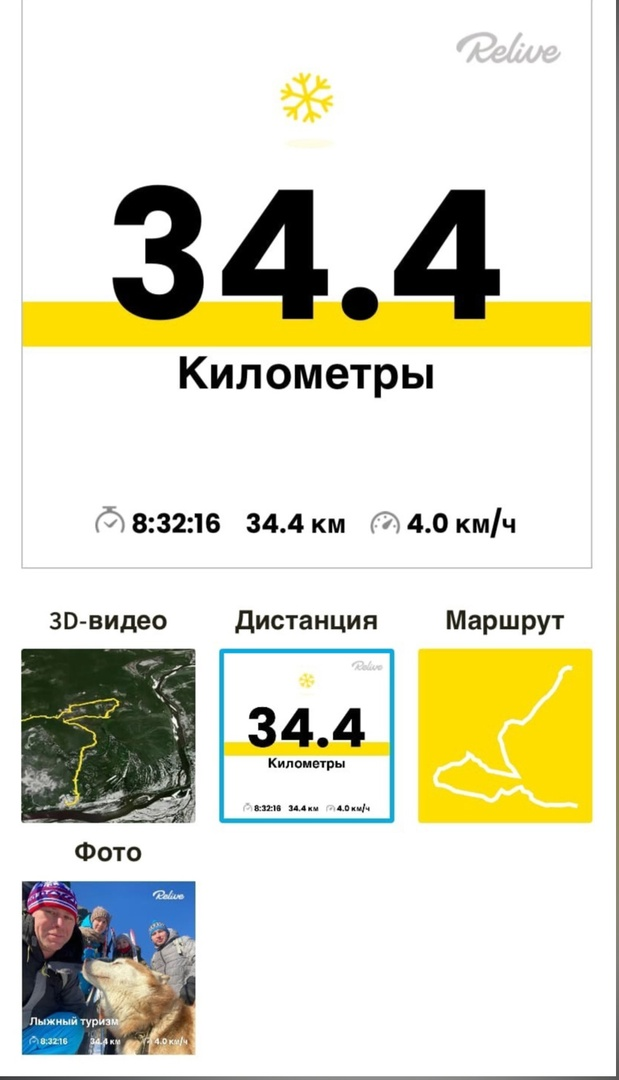 Relive
34.4
Километры
8:32:16 34.4 км 4.0 км/ч
3D-видео Дистанция Маршрут
Relive
34.4
Километры
8:32:16 34.4 км 4.0 км/ч
Фото
Relive
Лыжный туризм
8:32:16 34.4 км 4.0 км/ч